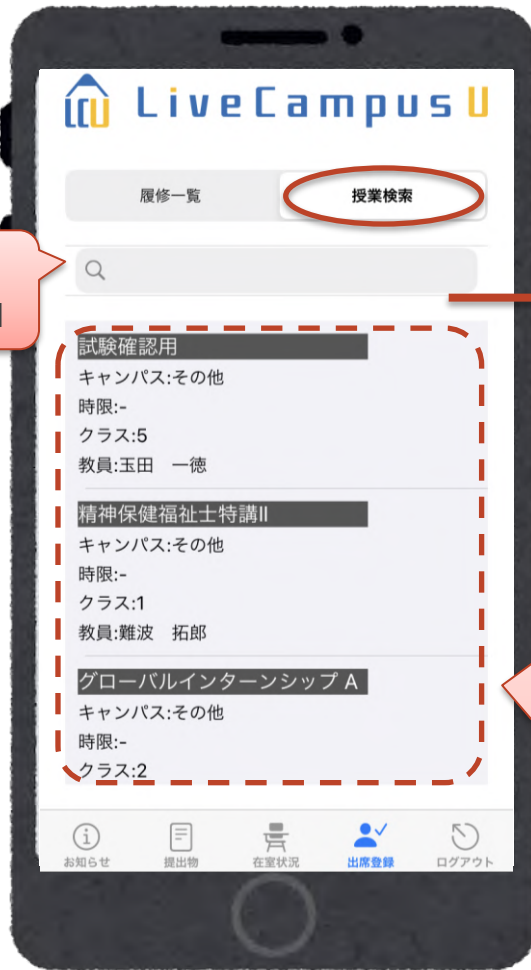 LCU LiveCampus U
履修一覧
授業検索
試験確認用
キャンパス:その他
時限:-
クラス:5
教員:玉田　一徳
精神保健福祉士特講II
キャンパス:その他
時限:-
クラス:1
教員:難波　拓郎
グローバルインターンシップ A
キャンパス:その他
時限:-
クラス:2
お知らせ
提出物
在室状況
出席登録
ログアウト